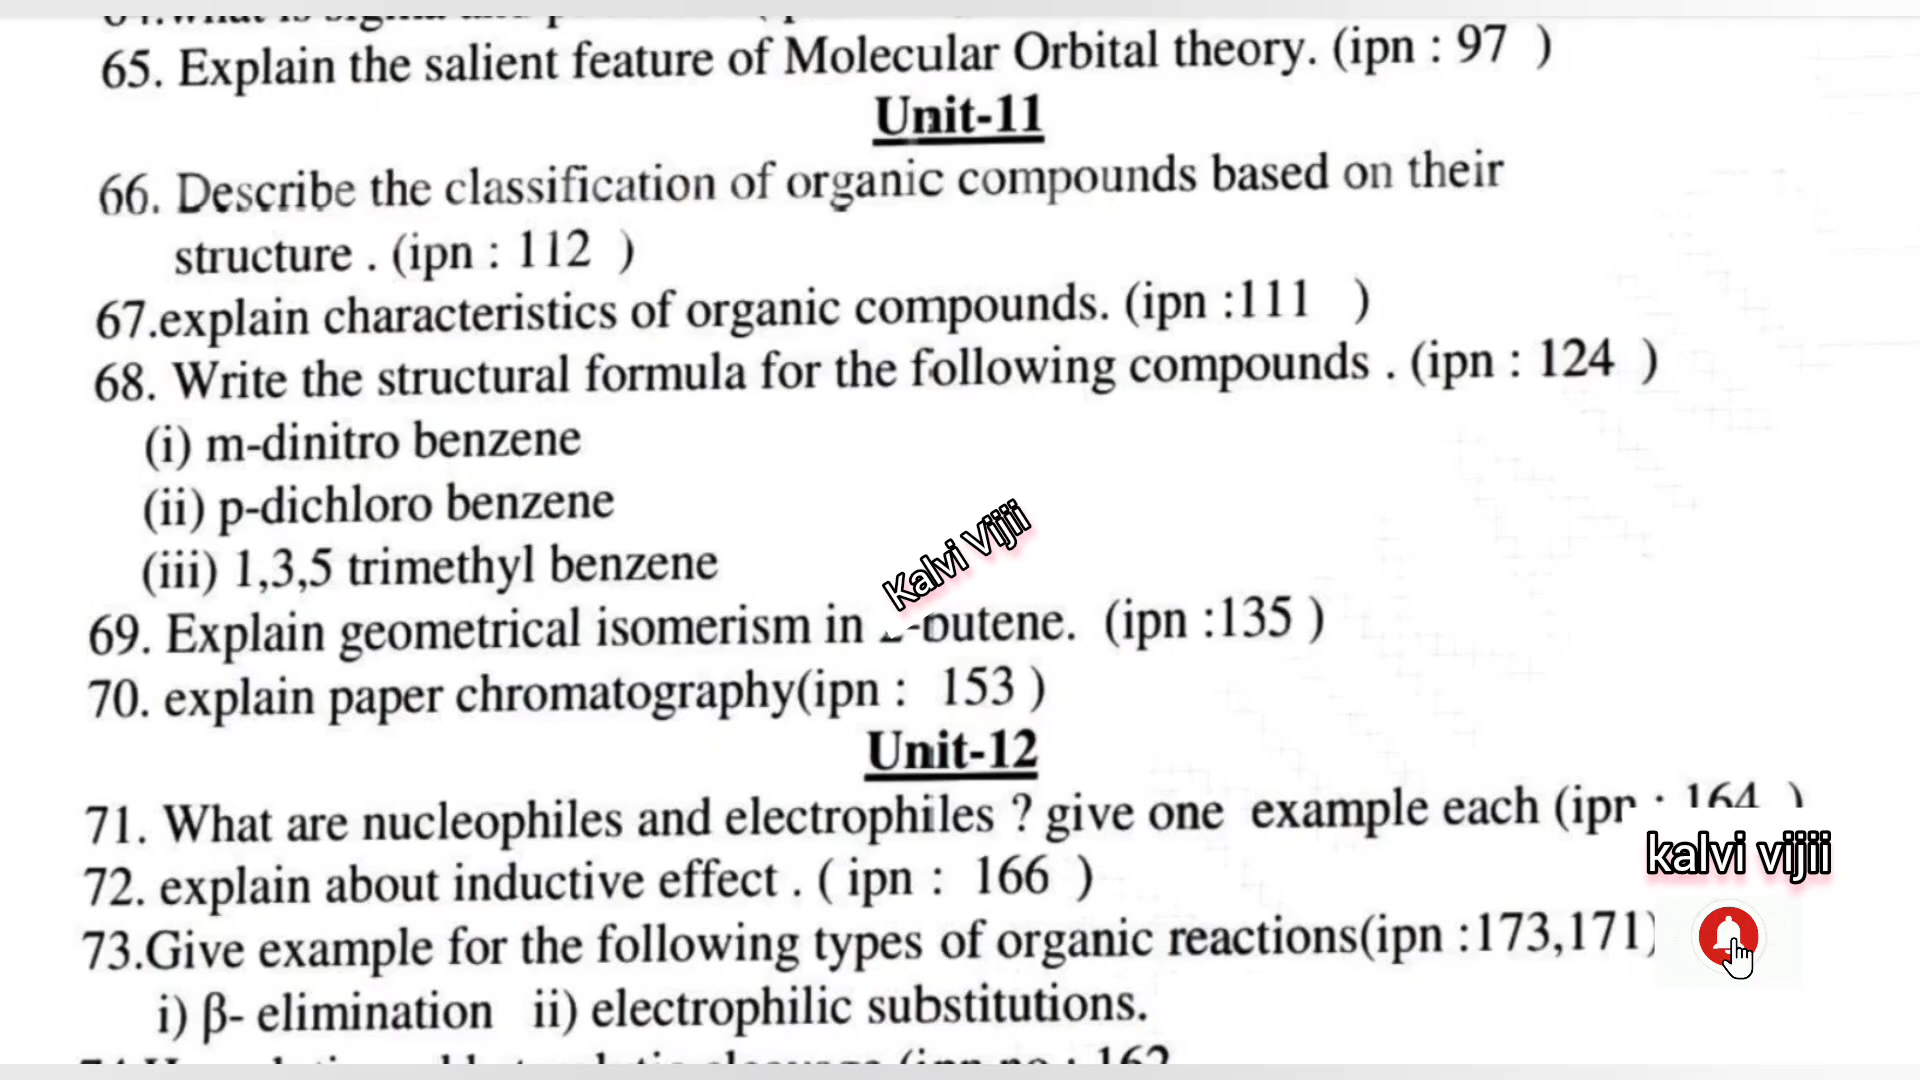 65. Explain the salient feature of Molecular Orbital theory. (ipn : 97 )
Unit-11
66. Describe the classification of organic compounds based on their
structure . (ipn : 112 )
67.explain characteristics of organic compounds. (ipn :111 )
68. Write the structural formula for the following compounds . (ipn : 124 )
(i) m-dinitro benzene
(ii) p-dichloro benzene
(iii) 1,3,5 trimethyl benzene
Kalvi Vijii
69. Explain geometrical isomerism in 2-butene. (ipn :135 )
70. explain paper chromatography(ipn : 153 )
Unit-12
71. What are nucleophiles and electrophiles ? give one example each (ipn : 164 )
kalvi vijii
72. explain about inductive effect . ( ipn : 166 )
73.Give example for the following types of organic reactions(ipn :173,171)
i) β- elimination ii) electrophilic substitutions.